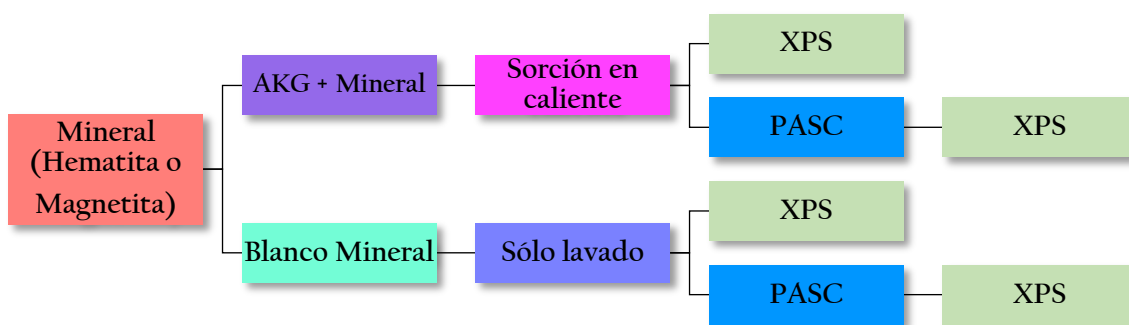 Mineral
(Hematita o
Magnetita)
AKG + Mineral
Sorción en
caliente
XPS
PASC
XPS
Blanco Mineral
Sólo lavado
XPS
PASC
XPS